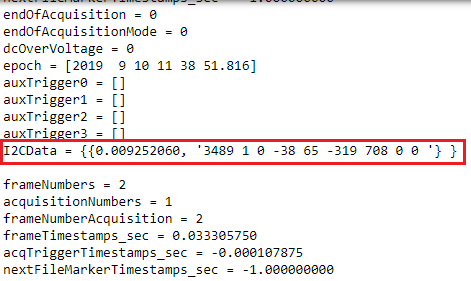 nextFileMarkerTimestamps_sec = -1.000000000
endOfAcquisition = 0
endOfAcquisitionMode = 0
dcOverVoltage = 0
epoch = [2019  9 10 11 38 51.816]
auxTrigger0 = []
auxTrigger1 = []
auxTrigger2 = []
auxTrigger3 = []
I2CData = {{0.009252060, '3489 1 0 -38 65 -319 708 0 0 '} }
frameNumbers = 2
acquisitionNumbers = 1
frameNumberAcquisition = 2
frameTimestamps_sec = 0.033305750
acqTriggerTimestamps_sec = -0.000107875
nextFileMarkerTimestamps_sec = -1.000000000